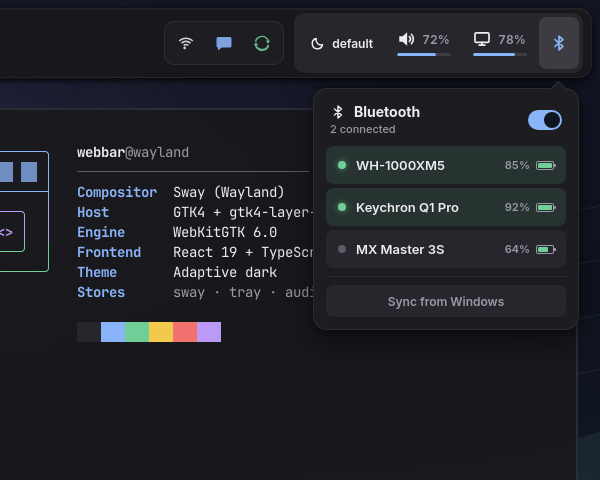 default
72%
78%
Bluetooth
2 connected
WH-1000XM5 85%
Keychron Q1 Pro 92%
MX Master 3S 64%
Sync from Windows
webbar@wayland
Compositor Sway (Wayland)
Host GTK4 + gtk4-layer-
Engine WebKitGTK 6.0
Frontend React 19 + TypeScr
Theme Adaptive dark
Stores sway · tray · audi
<>